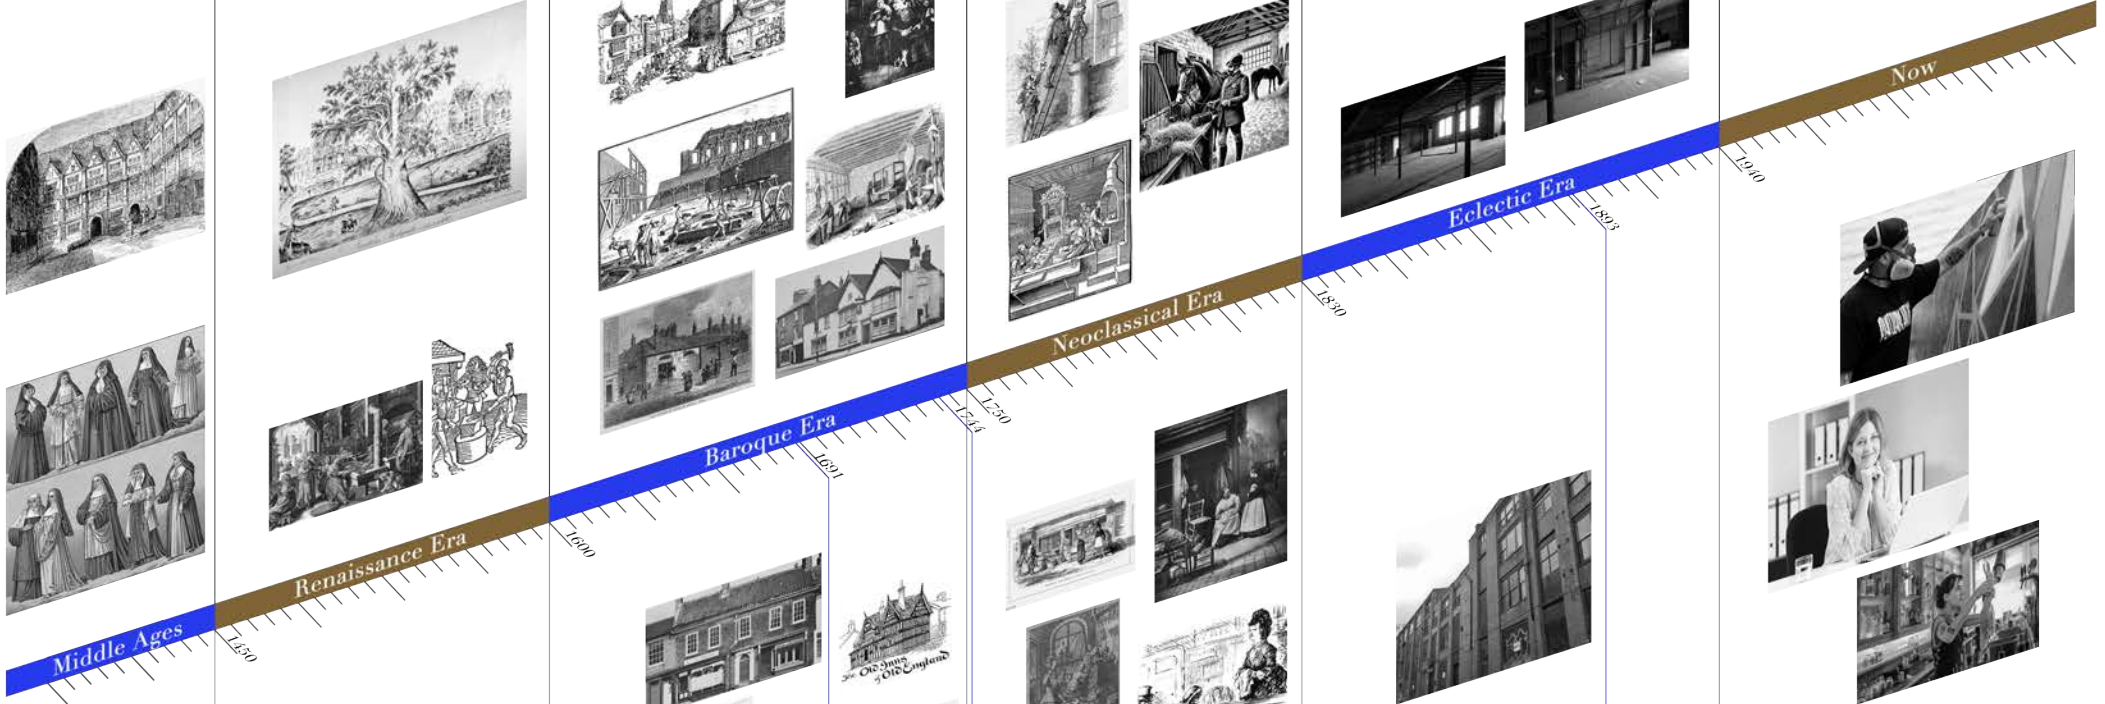 Middle Ages
1450
Renaissance Era
1600
Baroque Era
1691
1744
1750
Neoclassical Era
1830
Eclectic Era
1893
1940
Now
The Old Inns
of Old England